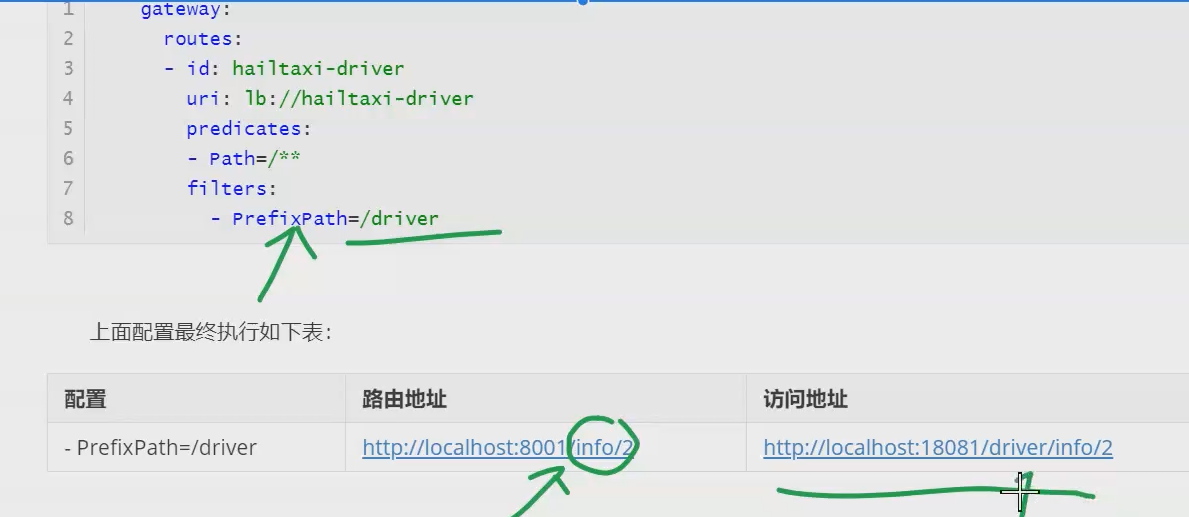 1 gateway:
2 routes:
3 - id: hailtaxi-driver
4 uri: lb://hailtaxi-driver
5 predicates:
6 - Path=/**
7 filters:
8 - PrefixPath=/driver
上面配置最终执行如下表：
配置 路由地址 访问地址
- PrefixPath=/driver http://localhost:8001/info/2 http://localhost:18081/driver/info/2